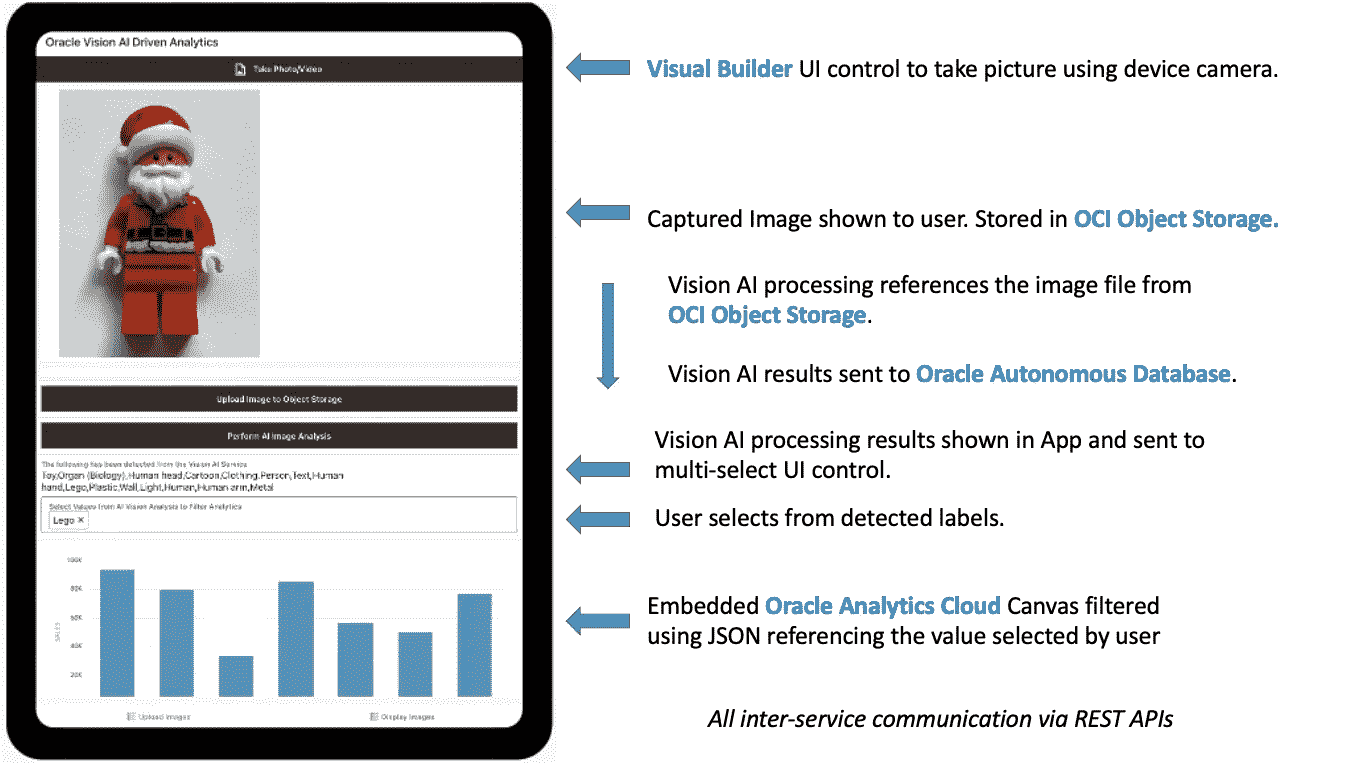 Oracle Vision AI Driven Analytics
Take Photo/Video
Upload Image to Object Storage
Perform AI Image Analysis
The following has been detected from the Vision AI Service
Toy,Organ (Biology),Human head,Cartoon,Clothing,Person,Text,Human
hand,Lego,Plastic,Wall,Light,Human,Human arm,Metal
Select Values from AI Vision Analysis to Filter Analytics
Lego ×
SALES
Upload Images
Display Images
Visual Builder UI control to take picture using device camera.
Captured Image shown to user. Stored in OCI Object Storage.
Vision AI processing references the image file from
OCI Object Storage.
Vision AI results sent to Oracle Autonomous Database.
Vision AI processing results shown in App and sent to
multi-select UI control.
User selects from detected labels.
Embedded Oracle Analytics Cloud Canvas filtered
using JSON referencing the value selected by user
All inter-service communication via REST APIs